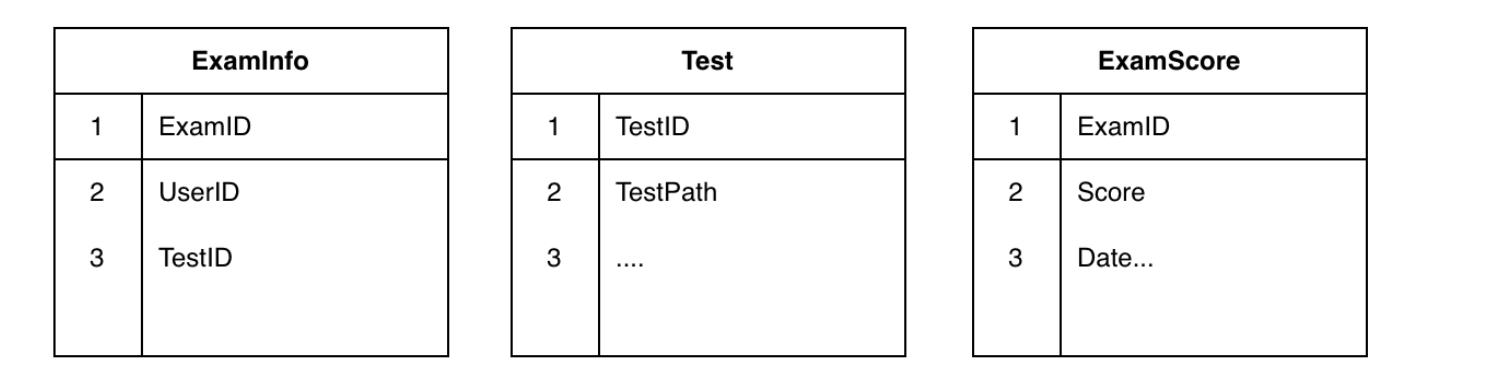 ExamInfo
1 ExamID
2 UserID
3 TestID
Test
1 TestID
2 TestPath
3 ....
ExamScore
1 ExamID
2 Score
3 Date...